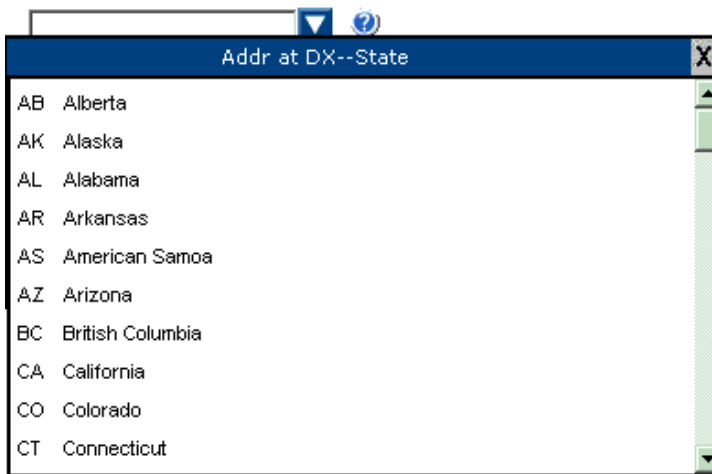 ?
Addr at DX--State X
AB Alberta
AK Alaska
AL Alabama
AR Arkansas
AS American Samoa
AZ Arizona
BC British Columbia
CA California
CO Colorado
CT Connecticut